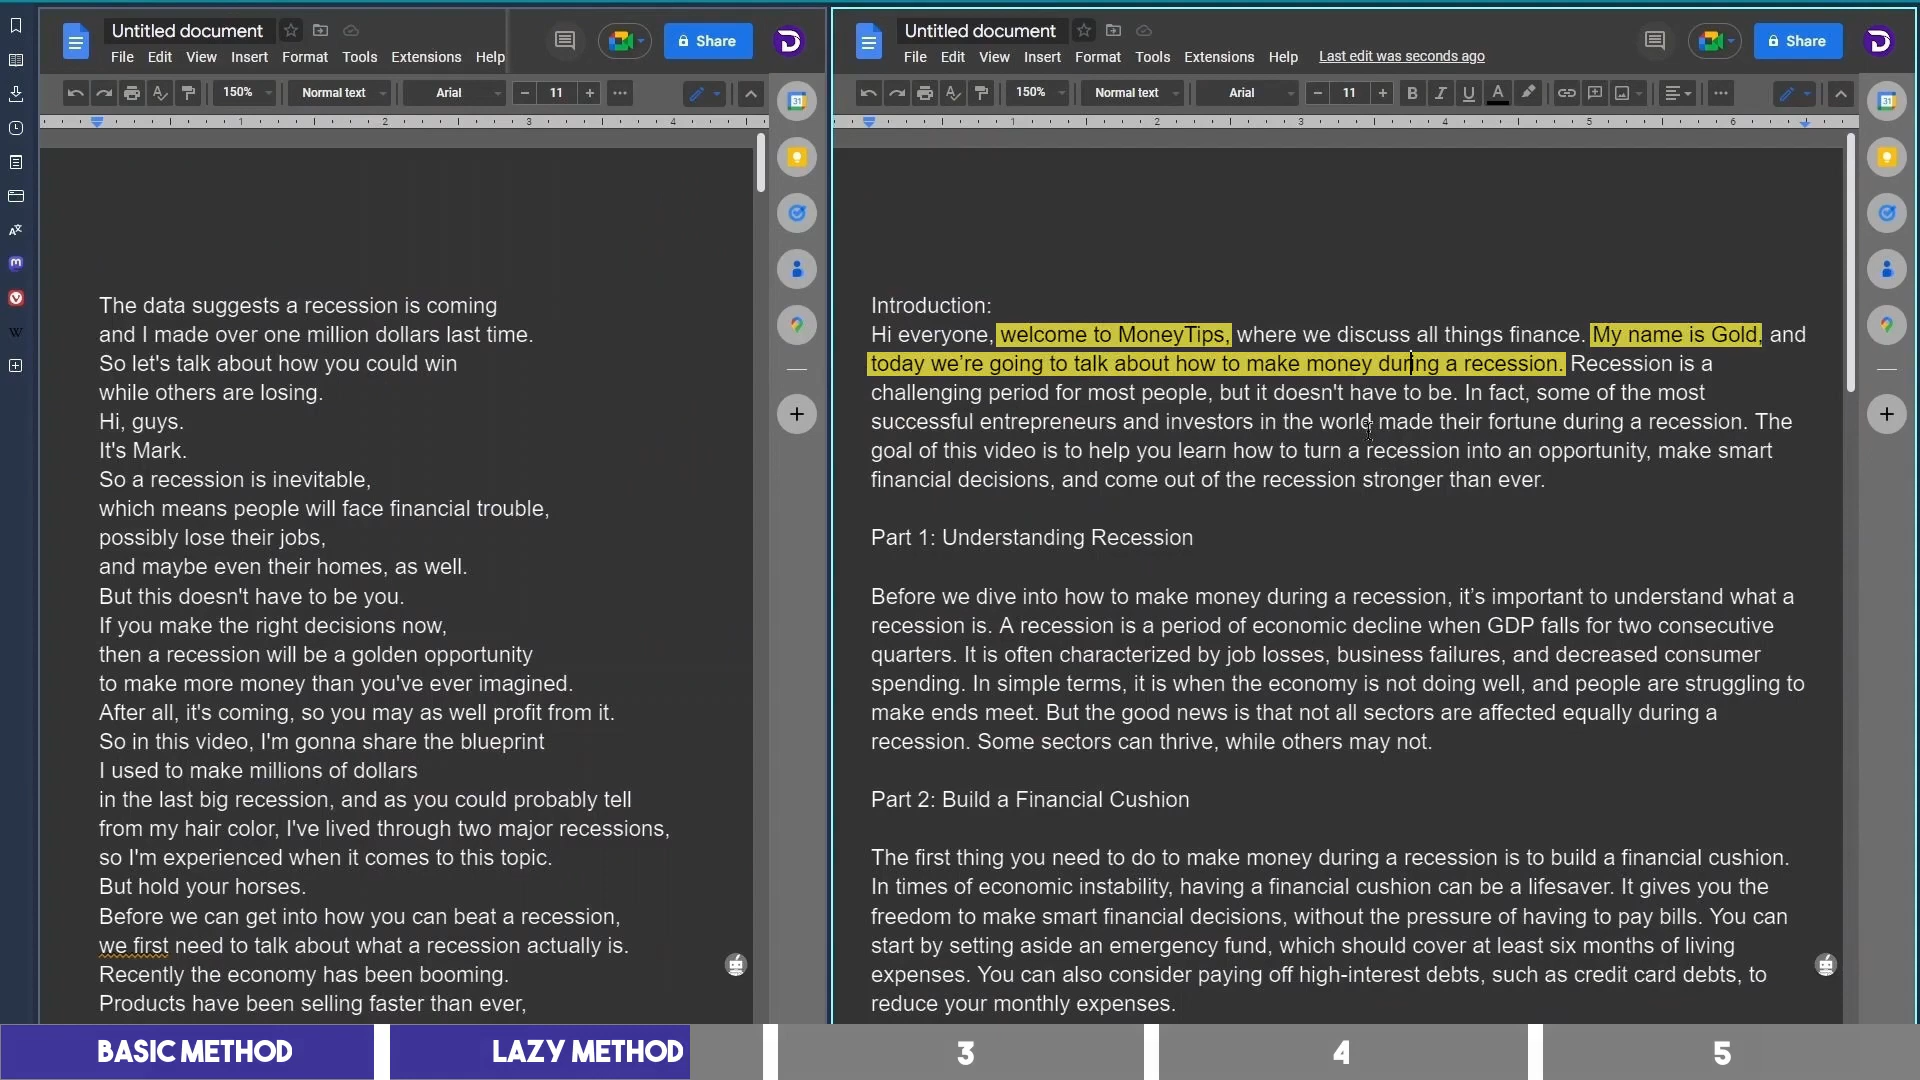 Untitled document
Share
File Edit View Insert Format Tools Extensions Help
150% Normal text Arial 11
1 2 3 4
The data suggests a recession is coming
and I made over one million dollars last time.
So let's talk about how you could win
while others are losing.
Hi, guys.
It's Mark.
So a recession is inevitable,
which means people will face financial trouble,
possibly lose their jobs,
and maybe even their homes, as well.
But this doesn't have to be you.
If you make the right decisions now,
then a recession will be a golden opportunity
to make more money than you've ever imagined.
After all, it's coming, so you may as well profit from it.
So in this video, I'm gonna share the blueprint
I used to make millions of dollars
in the last big recession, and as you could probably tell
from my hair color, I've lived through two major recessions,
so I'm experienced when it comes to this topic.
But hold your horses.
Before we can get into how you can beat a recession,
we first need to talk about what a recession actually is.
Recently the economy has been booming.
Products have been selling faster than ever,
Untitled document
Share
File Edit View Insert Format Tools Extensions Help Last edit was seconds ago
150% Normal text Arial 11 B I U A
1 2 3 4 5 6
Introduction:
Hi everyone, welcome to MoneyTips, where we discuss all things finance. My name is Gold, and
today we’re going to talk about how to make money during a recession. Recession is a
challenging period for most people, but it doesn't have to be. In fact, some of the most
successful entrepreneurs and investors in the world made their fortune during a recession. The
goal of this video is to help you learn how to turn a recession into an opportunity, make smart
financial decisions, and come out of the recession stronger than ever.
Part 1: Understanding Recession
Before we dive into how to make money during a recession, it’s important to understand what a
recession is. A recession is a period of economic decline when GDP falls for two consecutive
quarters. It is often characterized by job losses, business failures, and decreased consumer
spending. In simple terms, it is when the economy is not doing well, and people are struggling to
make ends meet. But the good news is that not all sectors are affected equally during a
recession. Some sectors can thrive, while others may not.
Part 2: Build a Financial Cushion
The first thing you need to do to make money during a recession is to build a financial cushion.
In times of economic instability, having a financial cushion can be a lifesaver. It gives you the
freedom to make smart financial decisions, without the pressure of having to pay bills. You can
start by setting aside an emergency fund, which should cover at least six months of living
expenses. You can also consider paying off high-interest debts, such as credit card debts, to
reduce your monthly expenses.
BASIC METHOD
LAZY METHOD
3
4
5